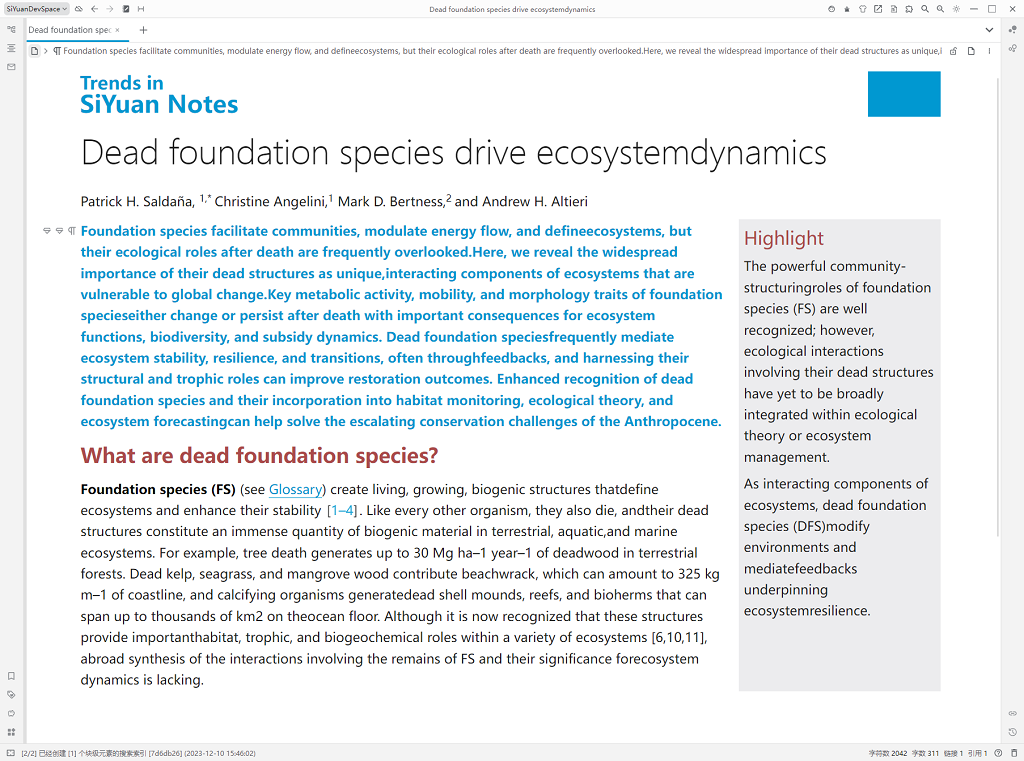 SiYuanDevSpace
Dead foundation species drive ecosystemdynamics
Dead foundation spec
Foundation species facilitate communities, modulate energy flow, and defineecosystems, but their ecological roles after death are frequently overlooked.Here, we reveal the widespread importance of their dead structures as unique,i
Trends in
SiYuan Notes
Dead foundation species drive ecosystemdynamics
Patrick H. Saldaña, 1,* Christine Angelini,1 Mark D. Bertness,2 and Andrew H. Altieri
Foundation species facilitate communities, modulate energy flow, and defineecosystems, but
their ecological roles after death are frequently overlooked.Here, we reveal the widespread
importance of their dead structures as unique,interacting components of ecosystems that are
vulnerable to global change.Key metabolic activity, mobility, and morphology traits of foundation
specieseither change or persist after death with important consequences for ecosystem
functions, biodiversity, and subsidy dynamics. Dead foundation speciesfrequently mediate
ecosystem stability, resilience, and transitions, often throughfeedbacks, and harnessing their
structural and trophic roles can improve restoration outcomes. Enhanced recognition of dead
foundation species and their incorporation into habitat monitoring, ecological theory, and
ecosystem forecastingcan help solve the escalating conservation challenges of the Anthropocene.
What are dead foundation species?
Foundation species (FS) (see Glossary) create living, growing, biogenic structures thatdefine
ecosystems and enhance their stability [1–4]. Like every other organism, they also die, andtheir dead
structures constitute an immense quantity of biogenic material in terrestrial, aquatic,and marine
ecosystems. For example, tree death generates up to 30 Mg ha–1 year–1 of deadwood in terrestrial
forests. Dead kelp, seagrass, and mangrove wood contribute beachwrack, which can amount to 325 kg
m–1 of coastline, and calcifying organisms generatedead shell mounds, reefs, and bioherms that can
span up to thousands of km2 on theocean floor. Although it is now recognized that these structures
provide importanthabitat, trophic, and biogeochemical roles within a variety of ecosystems [6,10,11],
abroad synthesis of the interactions involving the remains of FS and their significance forecosystem
dynamics is lacking.
Highlight
The powerful community-
structuringroles of foundation
species (FS) are well
recognized; however,
ecological interactions
involving their dead structures
have yet to be broadly
integrated within ecological
theory or ecosystem
management.
As interacting components of
ecosystems, dead foundation
species (DFS)modify
environments and
mediatefeedbacks
underpinning
ecosystemresilience.
[2/2] 已经创建 [1] 个块级元素的搜索索引 [7d6db26] (2023-12-10 15:46:02)
字符数 2042 字数 311 链接 1 引用 1